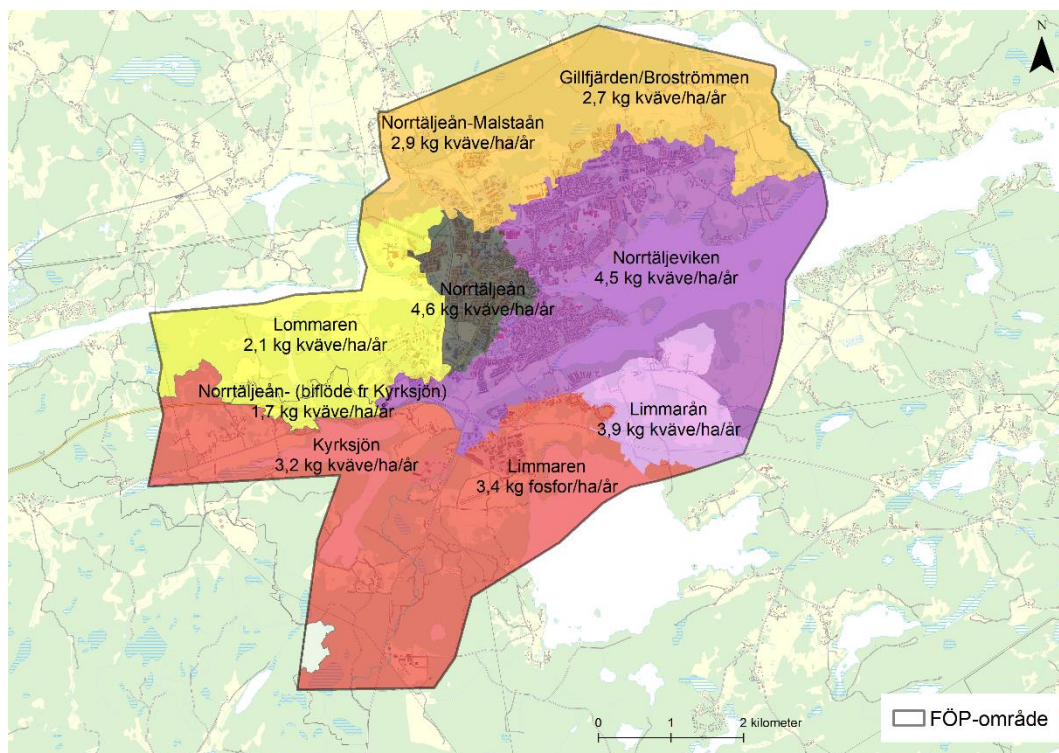 N
Gillfjärden/Broströmmen
2,7 kg kväve/ha/år
Norrtäljeån-Malstaån
2,9 kg kväve/ha/år
Norrtäljeviken
4,5 kg kväve/ha/år
Norrtäljeån
4,6 kg kväve/ha/år
Lommaren
2,1 kg kväve/ha/år
Norrtäljeån- (biflöde fr Kyrksjön)
1,7 kg kväve/ha/år
Limmarån
3,9 kg kväve/ha/år
Kyrksjön
3,2 kg kväve/ha/år
Limmaren
3,4 kg fosfor/ha/år
0 1 2 kilometer
FÖP-område